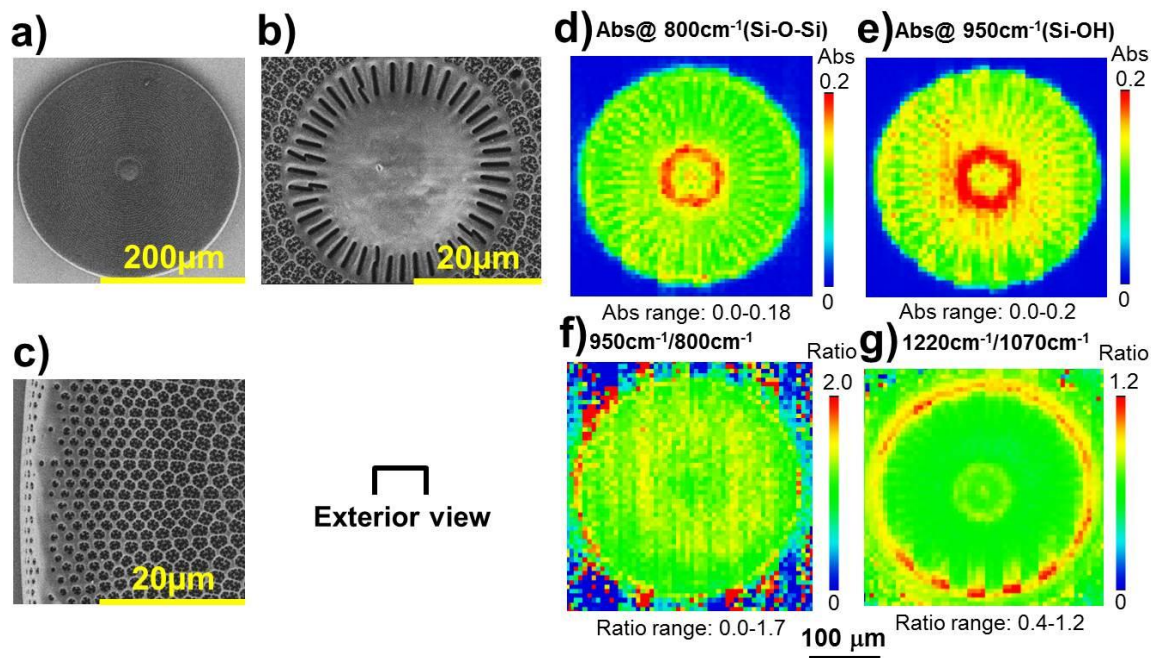 a)
200μm
b)
20μm
c)
20μm
Exterior view
d) Abs@ 800cm⁻¹(Si-O-Si)
Abs
0.2
0
Abs range: 0.0-0.18
e) Abs@ 950cm⁻¹(Si-OH)
Abs
0.2
0
Abs range: 0.0-0.2
f) 950cm⁻¹/800cm⁻¹
Ratio
2.0
0
Ratio range: 0.0-1.7
g) 1220cm⁻¹/1070cm⁻¹
Ratio
1.2
0
Ratio range: 0.4-1.2
100 μm